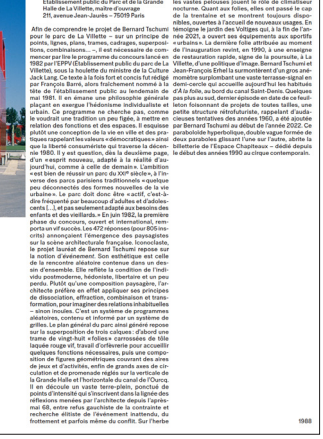 Établissement public du Parc et de la Grande
Halle de La Villette, maître d'ouvrage
211, avenue Jean-Jaurès – 75019 Paris
Afin de comprendre le projet de Bernard Tschumi
pour le parc de La Villette – sur un principe de
points, lignes, plans, trames, cadrages, superpo-
sitions, combinaisons… –, il est nécessaire de com-
mencer par lire le programme du concours lancé en
1982 par l'EPPV (Établissement public du parc de La
Villette), sous la houlette du ministre de la Culture
Jack Lang. Ce texte à la fois fort et concis fut rédigé
par François Barré, alors fraîchement nommé à la
tête de l'établissement public au lendemain de
mai 1981. Il se veut une philosophie générale
plaçant en exergue l'hédonisme individualiste et
urbain. Ce programme ne cherche pas, comme
le voudrait une tradition un peu figée, à mettre en
relation des fonctions et des espaces. Il esquisse
plutôt une conception de la vie en ville et des pra-
tiques rappelant les valeurs « démocratiques » ainsi
que la liberté consumériste qui traverse la décen-
nie 1980. Il y est question, dès la deuxième page,
d'un « esprit nouveau, adapté à la réalité d'au-
jourd'hui, comme à celle de demain ». L'ambition
« est bien de réussir un parc du XXIᵉ siècle », à l'in-
verse des parcs parisiens traditionnels « quelque
peu déconnectés des formes nouvelles de la vie
urbaine ». Le parc doit donc être « actif, c'est-à-
dire fréquenté par beaucoup d'adultes et d'adoles-
cents […], et pas seulement adapté aux besoins des
enfants et des vieillards. » En juin 1982, la première
phase du concours, ouvert et international, rem-
porta un vif succès. Les 472 réponses (pour 805 ins-
crits) annonçaient l'émergence des paysagistes
sur la scène architecturale française. Iconoclaste,
le projet lauréat de Bernard Tschumi repose sur
la notion d'événement. Son esthétique est celle
de la rencontre aléatoire contenue dans un des-
sin d'ensemble. Elle reflète la condition de l'indi-
vidu postmoderne, hédoniste, libertaire et un peu
perdu. Plutôt qu'une composition paysagère, l'ar-
chitecte préfère en effet appliquer ses principes
de dissociation, effraction, combinaison et trans-
formation, pour imaginer des relations inhabituelles
– sinon inouïes. C'est un système de programmes
aléatoires, contenu et informé par un système de
grilles. Le plan général du parc ainsi généré repose
sur la superposition de trois calques : d'abord une
trame de vingt-huit « folies » carrossées de tôle
laquée rouge vif, travail d'orfèvrerie pour accueillir
quelques fonctions nécessaires, puis une compo-
sition de figures géométriques courant des aires
de jeux et d'activités, enfin de grands axes de cir-
culation et de promenade réglés sur la verticale de
la Grande Halle et l'horizontale du canal de l'Ourcq.
Il en découle un vaste terre-plein, ponctué de
points d'intensité qui s'inscrivent dans la lignée des
réflexions menées par l'architecte depuis l'après-
mai 68, entre refus gauchiste de la contrainte et
recherche élitiste de l'événement inattendu, du
frottement et parfois même du conflit. Sur l'herbe
les vastes pelouses jouent le rôle de climatiseur
nocturne. Quant aux folies, elles ont passé le cap
de la trentaine et se montrent toujours dispo-
nibles, ouvertes à l'accueil de nouveaux usages. En
témoigne le jardin des Voltiges qui, à la fin de l'an-
née 2021, a ouvert ses équipements aux sportifs
« urbains ». La dernière folie attribuée au moment
de l'inauguration revint, en 1990, à une enseigne
de restauration rapide, signe de la poursuite, à La
Villette, d'une politique d'image. Bernard Tschumi et
Jean-François Erhel la surmontèrent d'un gros ané-
momètre surplombant une vaste terrasse-signal en
demi-cercle qui accueille aujourd'hui les habitués
d'À la folie, au bord du canal Saint-Denis. Quelques
pas plus au sud, dernier épisode en date de ce feuil-
leton foisonnant de projets de toutes tailles, une
petite structure rétrofuturiste, rappelant d'auda-
cieuses tentatives des années 1960, a été ajoutée
par Bernard Tschumi au début de l'année 2022. Ce
paraboloïde hyperbolique, double vague formée de
deux paraboles glissant l'une sur l'autre, abrite la
billetterie de l'Espace Chapiteaux – dédié depuis
le début des années 1990 au cirque contemporain.
1988